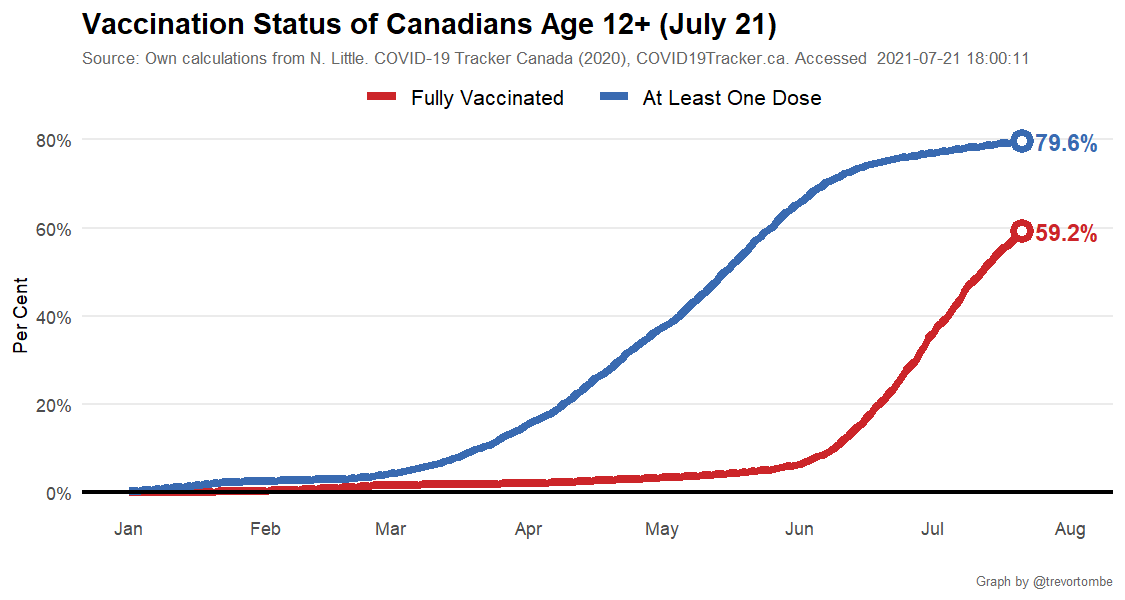 Vaccination Status of Canadians Age 12+ (July 21)
Source: Own calculations from N. Little. COVID-19 Tracker Canada (2020), COVID19Tracker.ca. Accessed  2021-07-21 18:00:11
Fully Vaccinated
At Least One Dose
Per Cent
80%
60%
40%
20%
0%
79.6%
59.2%
Jan
Feb
Mar
Apr
May
Jun
Jul
Aug
Graph by @trevortombe